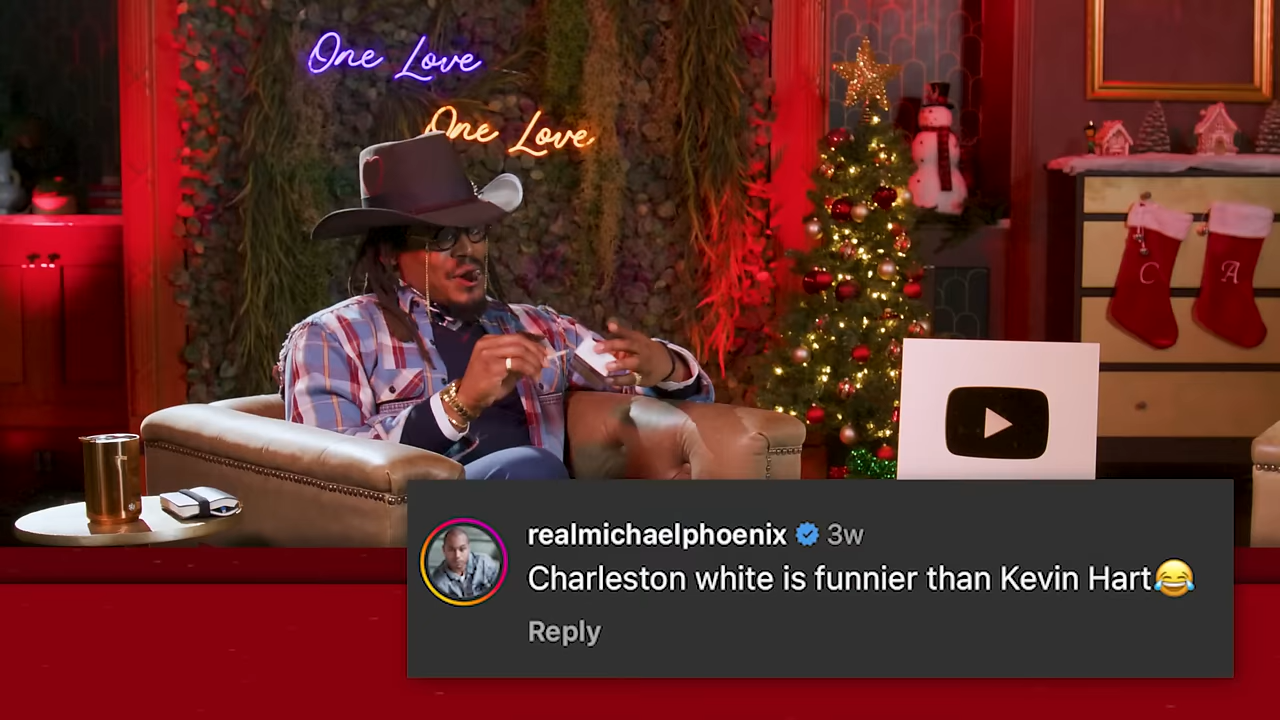 One Love
One Love
C
A
realmichaelphoenix 3w
Charleston white is funnier than Kevin Hart😂
Reply